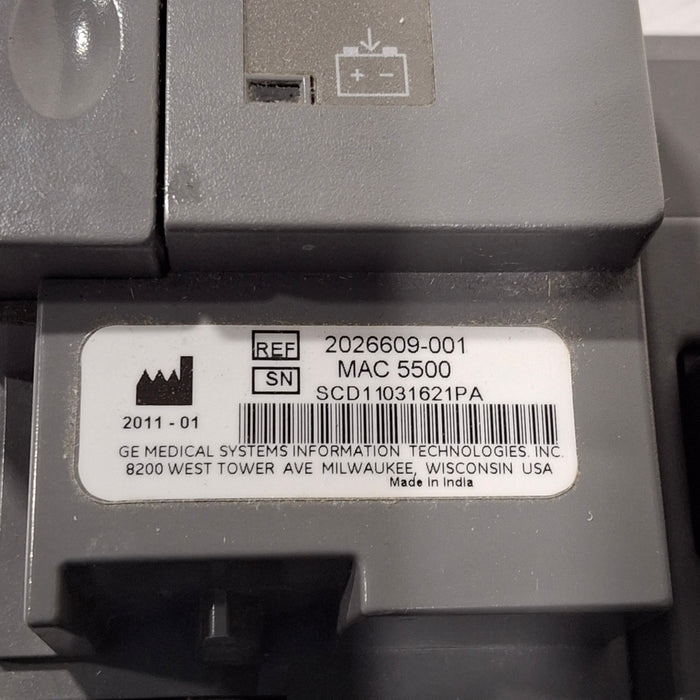 REF 2026609-001
MAC 5500
SN SCD11031621PA
2011-01
GE MEDICAL SYSTEMS INFORMATION TECHNOLOGIES. INC.
8200 WEST TOWER AVE MILWAUKEE, WISCONSIN USA
Made in India